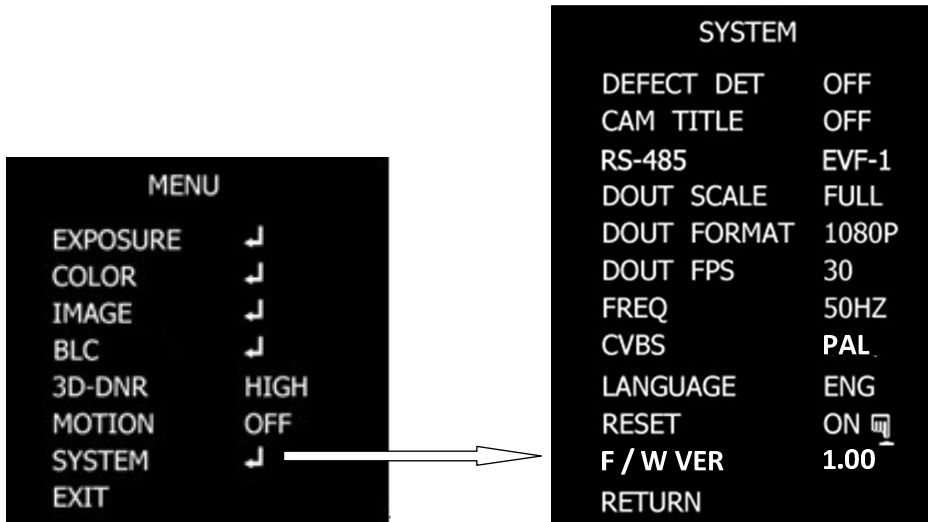 MENU
EXPOSURE ↲
COLOR ↲
IMAGE ↲
BLC ↲
3D-DNR HIGH
MOTION OFF
SYSTEM ↲
EXIT
SYSTEM
DEFECT DET OFF
CAM TITLE OFF
RS-485 EVF-1
DOUT SCALE FULL
DOUT FORMAT 1080P
DOUT FPS 30
FREQ 50HZ
CVBS PAL
LANGUAGE ENG
RESET ON
F / W VER 1.00
RETURN